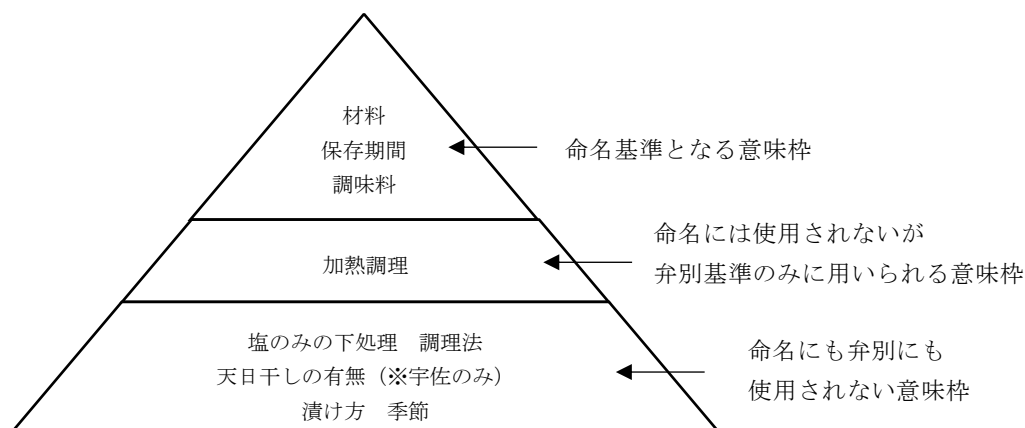 材料
保存期間
調味料
命名基準となる意味枠
加熱調理
命名には使用されないが
弁別基準のみに用いられる意味枠
塩のみの下処理　調理法
天日干しの有無（※宇佐のみ）
漬け方　季節
命名にも弁別にも
使用されない意味枠